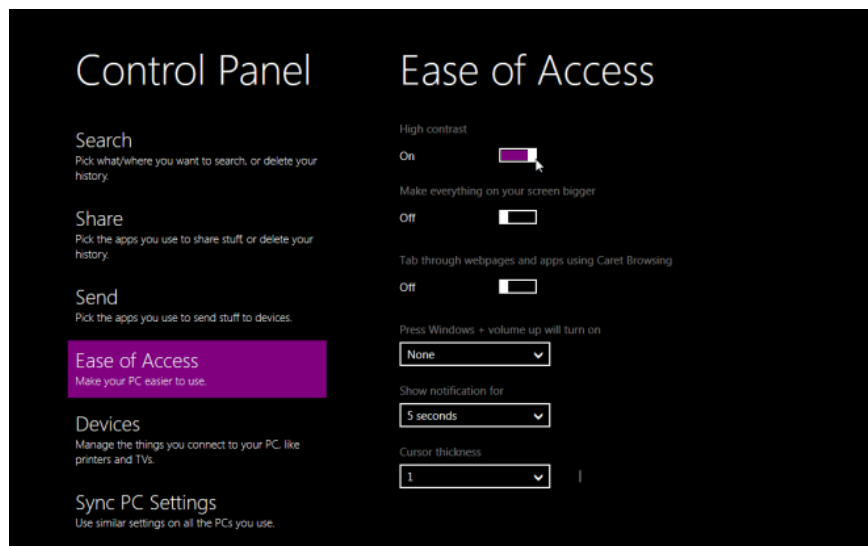 Control Panel
Search
Pick what/where you want to search, or delete your
history.
Share
Pick the apps you use to share stuff, or delete your
history.
Send
Pick the apps you use to send stuff to devices.
Ease of Access
Make your PC easier to use.
Devices
Manage the things you connect to your PC, like
printers and TVs.
Sync PC Settings
Use similar settings on all the PCs you use.
Ease of Access
High contrast
On
Make everything on your screen bigger
Off
Tab through webpages and apps using Caret Browsing
Off
Press Windows + volume up will turn on
None
Show notification for
5 seconds
Cursor thickness
1